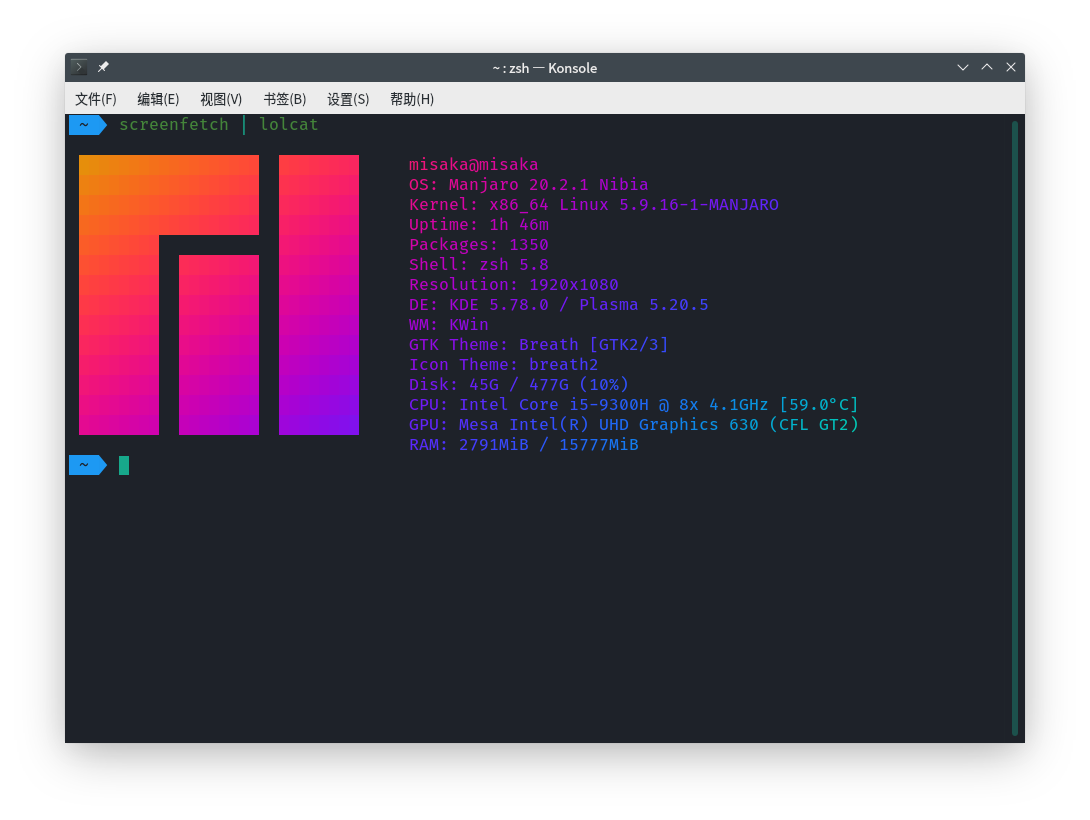 ~ : zsh — Konsole
文件(F) 编辑(E) 视图(V) 书签(B) 设置(S) 帮助(H)
~ screenfetch | lolcat
misaka@misaka
OS: Manjaro 20.2.1 Nibia
Kernel: x86_64 Linux 5.9.16-1-MANJARO
Uptime: 1h 46m
Packages: 1350
Shell: zsh 5.8
Resolution: 1920x1080
DE: KDE 5.78.0 / Plasma 5.20.5
WM: KWin
GTK Theme: Breath [GTK2/3]
Icon Theme: breath2
Disk: 45G / 477G (10%)
CPU: Intel Core i5-9300H @ 8x 4.1GHz [59.0°C]
GPU: Mesa Intel(R) UHD Graphics 630 (CFL GT2)
RAM: 2791MiB / 15777MiB
~